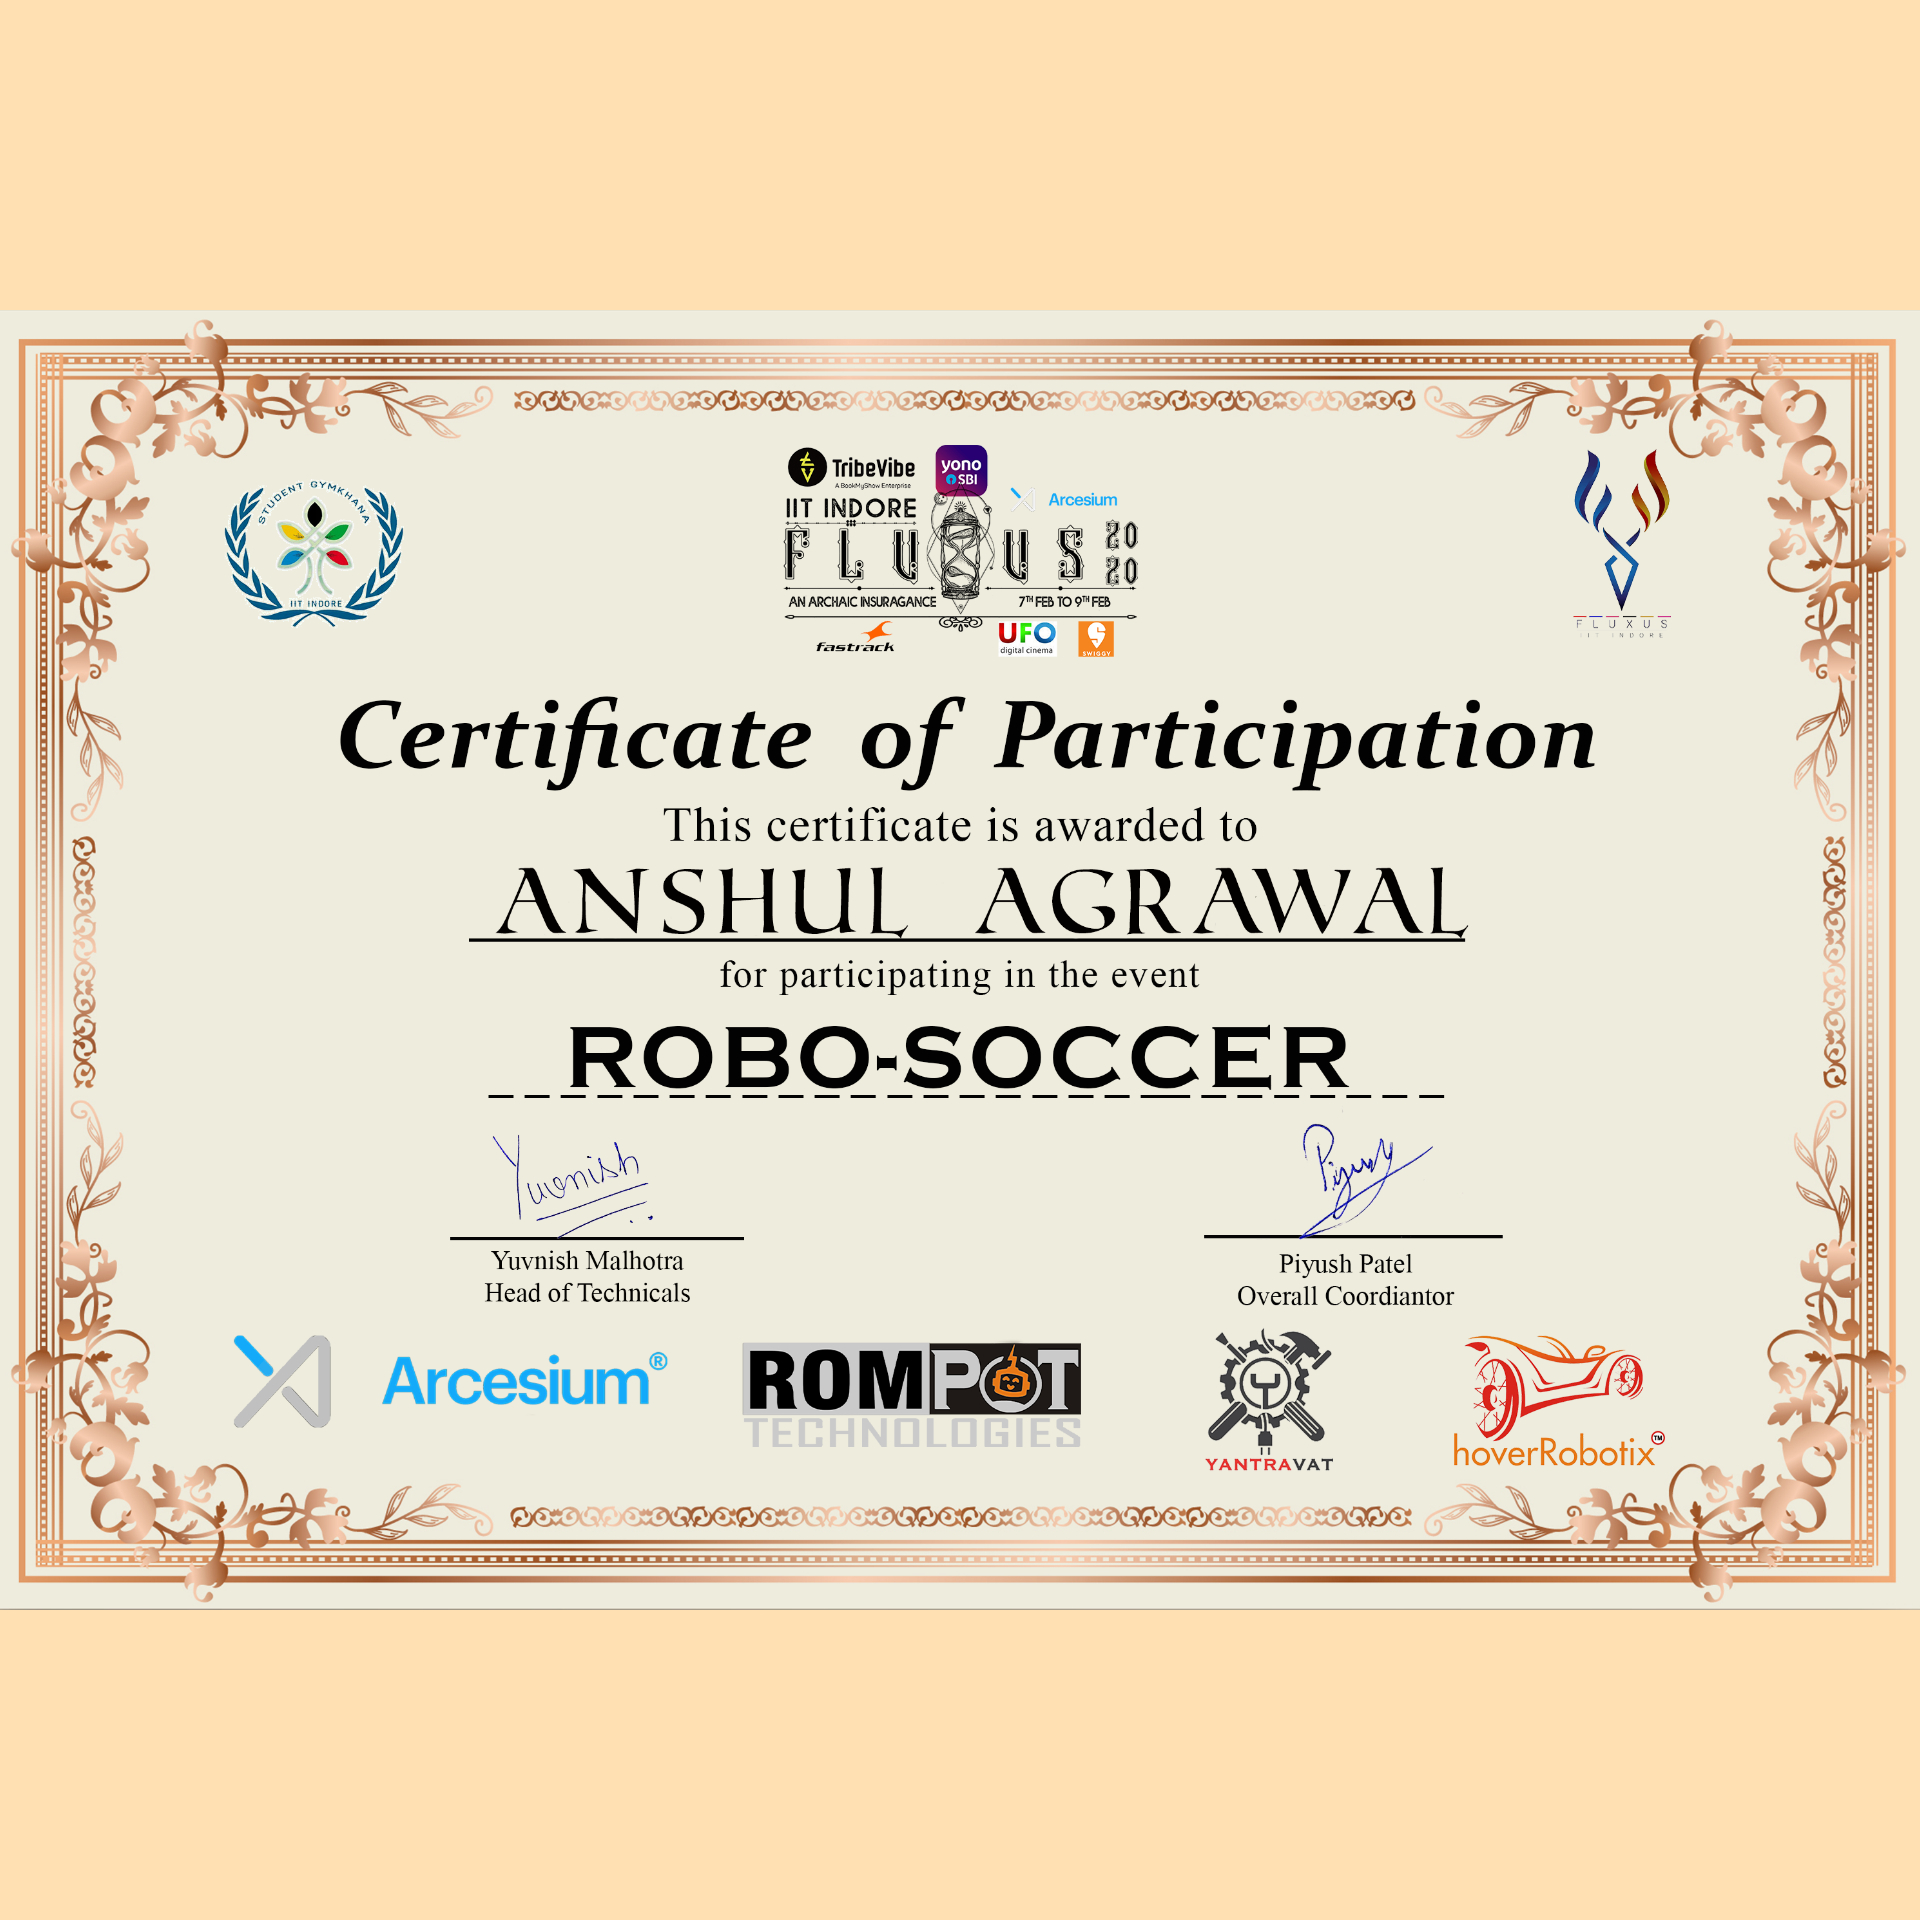 STUDENT GYMKHANA
IIT INDORE
TribeVibe
A BookMyShow Enterprise
yono
SBI
Arcesium
IIT INDORE
FLUXUS 2020
AN ARCHAIC INSURAGANCE
7TH FEB TO 9TH FEB
fastrack
UFO
digital cinema
SWIGGY
FLUXUS
IIT INDORE
Certificate of Participation
This certificate is awarded to
ANSHUL AGRAWAL
for participating in the event
ROBO-SOCCER
Yuvnish
Piyush
Yuvnish Malhotra
Head of Technicals
Piyush Patel
Overall Coordiantor
Arcesium®
ROMPOT
TECHNOLOGIES
YANTRAVAT
hoverRobotix™